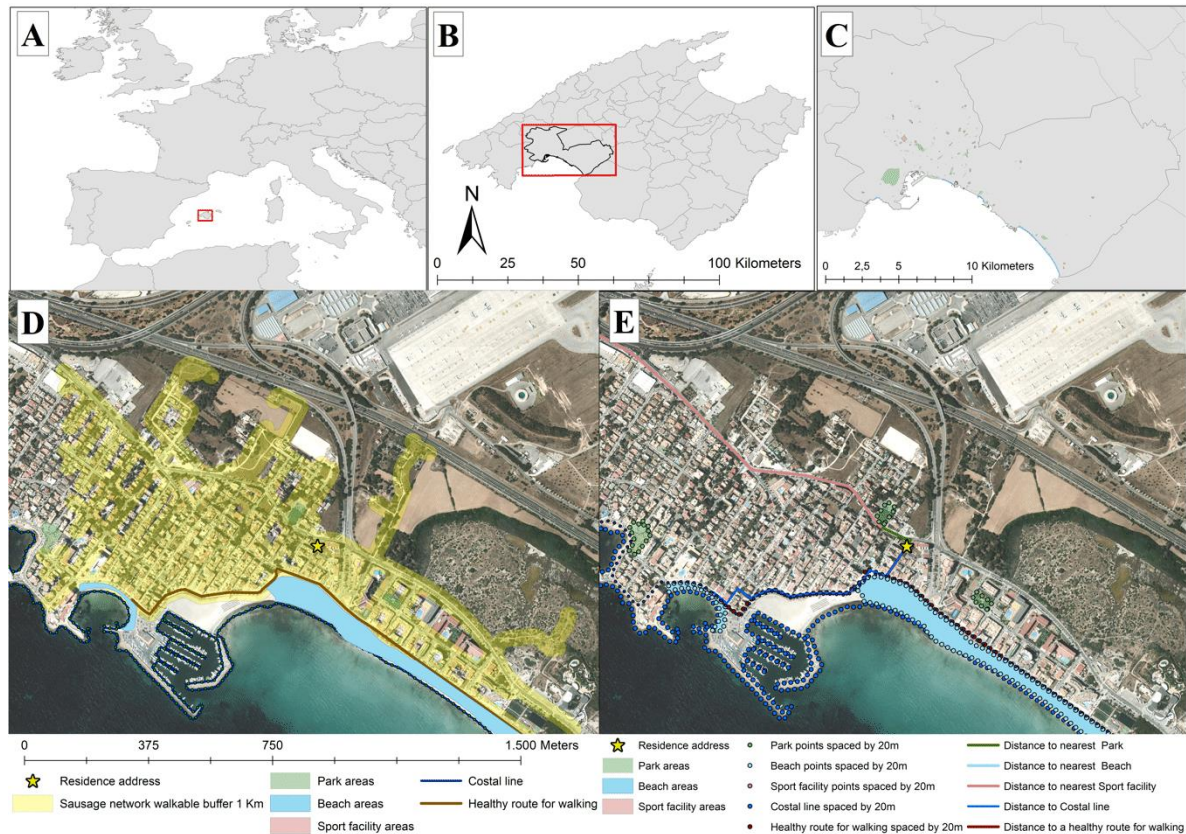 A
B
C
N
0 25 50 100 Kilometers
0 2,5 5 10 Kilometers
D
E
0 375 750 1.500 Meters
Residence address
Sausage network walkable buffer 1 Km
Park areas
Beach areas
Sport facility areas
Costal line
Healthy route for walking
Residence address
Park areas
Beach areas
Sport facility areas
Park points spaced by 20m
Beach points spaced by 20m
Sport facility points spaced by 20m
Costal line spaced by 20m
Healthy route for walking spaced by 20m
Distance to nearest Park
Distance to nearest Beach
Distance to nearest Sport facility
Distance to Costal line
Distance to a healthy route for walking